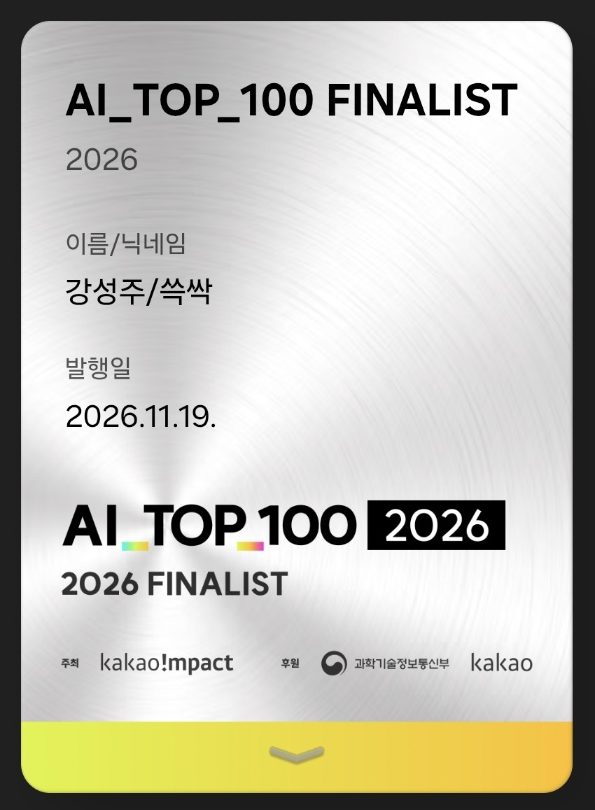 AI_TOP_100 FINALIST
2026
이름/닉네임
강성주/쓱싹
발행일
2026.11.19.
AI_TOP_100 2026
2026 FINALIST
주최 kakao!mpact 후원 과학기술정보통신부 kakao